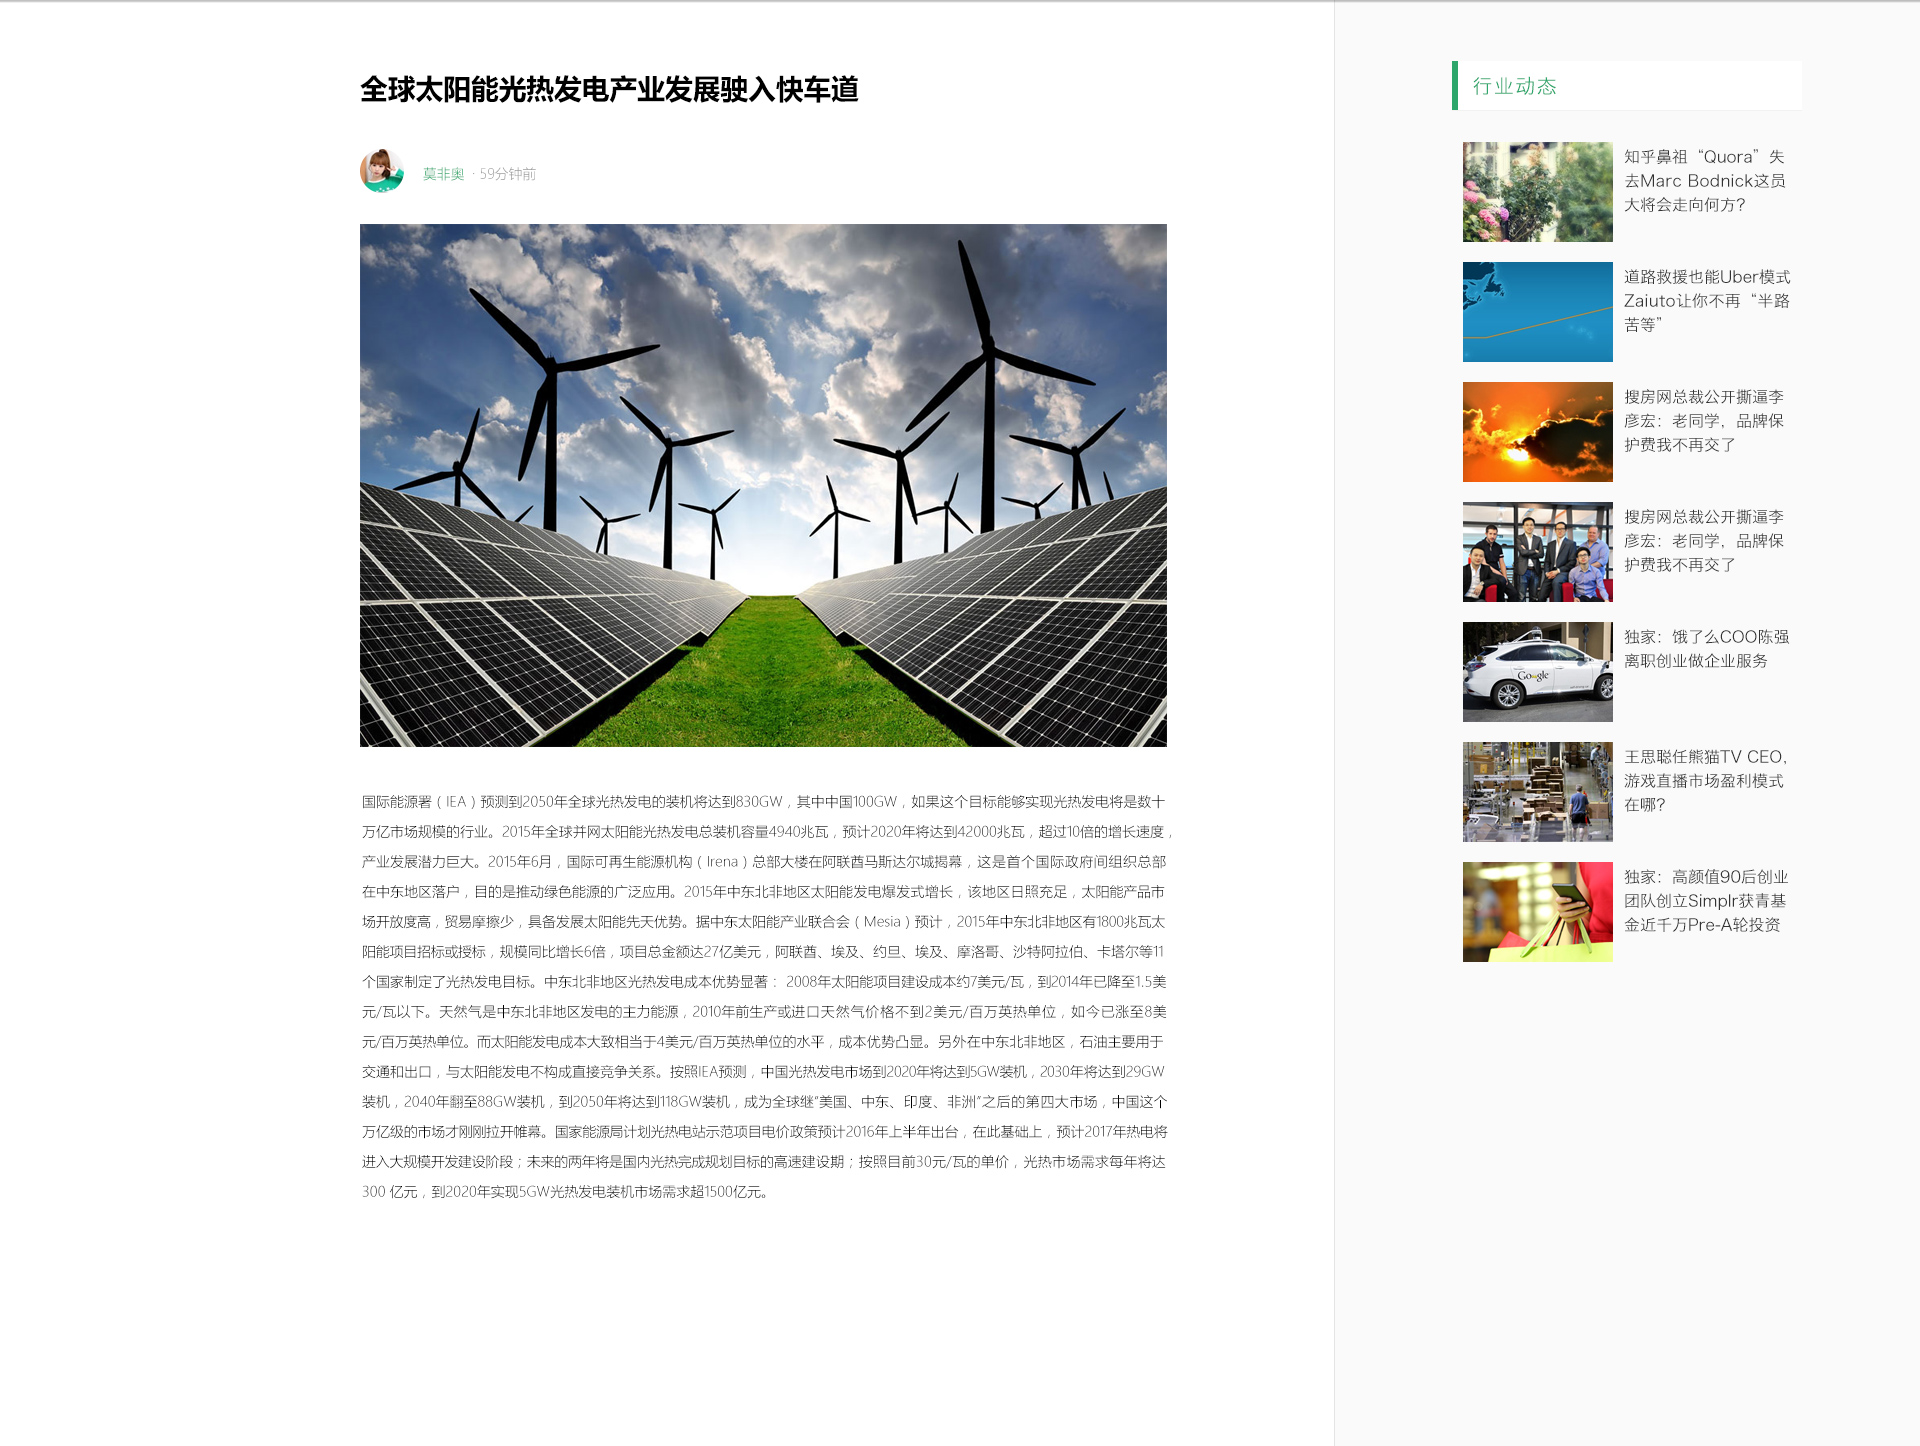 全球太阳能光热发电产业发展驶入快车道
莫非奥 · 59分钟前
国际能源署（IEA）预测到2050年全球光热发电的装机将达到830GW，其中中国100GW，如果这个目标能够实现光热发电将是数十
万亿市场规模的行业。2015年全球并网太阳能光热发电总装机容量4940兆瓦，预计2020年将达到42000兆瓦，超过10倍的增长速度，
产业发展潜力巨大。2015年6月，国际可再生能源机构（Irena）总部大楼在阿联酋马斯达尔城揭幕，这是首个国际政府间组织总部
在中东地区落户，目的是推动绿色能源的广泛应用。2015年中东北非地区太阳能发电爆发式增长，该地区日照充足，太阳能产品市
场开放度高，贸易摩擦少，具备发展太阳能先天优势。据中东太阳能产业联合会（Mesia）预计，2015年中东北非地区有1800兆瓦太
阳能项目招标或授标，规模同比增长6倍，项目总金额达27亿美元，阿联酋、埃及、约旦、埃及、摩洛哥、沙特阿拉伯、卡塔尔等11
个国家制定了光热发电目标。中东北非地区光热发电成本优势显著： 2008年太阳能项目建设成本约7美元/瓦，到2014年已降至1.5美
元/瓦以下。天然气是中东北非地区发电的主力能源，2010年前生产或进口天然气价格不到2美元/百万英热单位，如今已涨至8美
元/百万英热单位。而太阳能发电成本大致相当于4美元/百万英热单位的水平，成本优势凸显。另外在中东北非地区，石油主要用于
交通和出口，与太阳能发电不构成直接竞争关系。按照IEA预测，中国光热发电市场到2020年将达到5GW装机，2030年将达到29GW
装机，2040年翻至88GW装机，到2050年将达到118GW装机，成为全球继“美国、中东、印度、非洲”之后的第四大市场，中国这个
万亿级的市场才刚刚拉开帷幕。国家能源局计划光热电站示范项目电价政策预计2016年上半年出台，在此基础上，预计2017年热电将
进入大规模开发建设阶段；未来的两年将是国内光热完成规划目标的高速建设期；按照目前30元/瓦的单价，光热市场需求每年将达
300 亿元，到2020年实现5GW光热发电装机市场需求超1500亿元。
行业动态
知乎鼻祖“Quora”失
去Marc Bodnick这员
大将会走向何方？
道路救援也能Uber模式
Zaiuto让你不再“半路
苦等”
搜房网总裁公开撕逼李
彦宏：老同学，品牌保
护费我不再交了
搜房网总裁公开撕逼李
彦宏：老同学，品牌保
护费我不再交了
Google
独家：饿了么COO陈强
离职创业做企业服务
王思聪任熊猫TV CEO，
游戏直播市场盈利模式
在哪？
独家：高颜值90后创业
团队创立Simplr获青基
金近千万Pre-A轮投资